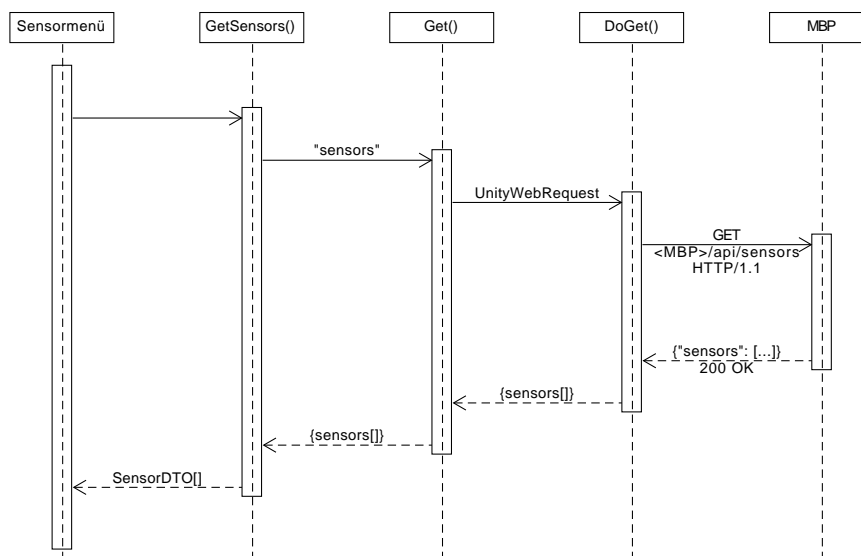 Sensormenü
GetSensors()
Get()
DoGet()
MBP
"sensors"
UnityWebRequest
GET
<MBP>/api/sensors
HTTP/1.1
{"sensors": [...]}
200 OK
{sensors[]}
{sensors[]}
SensorDTO[]